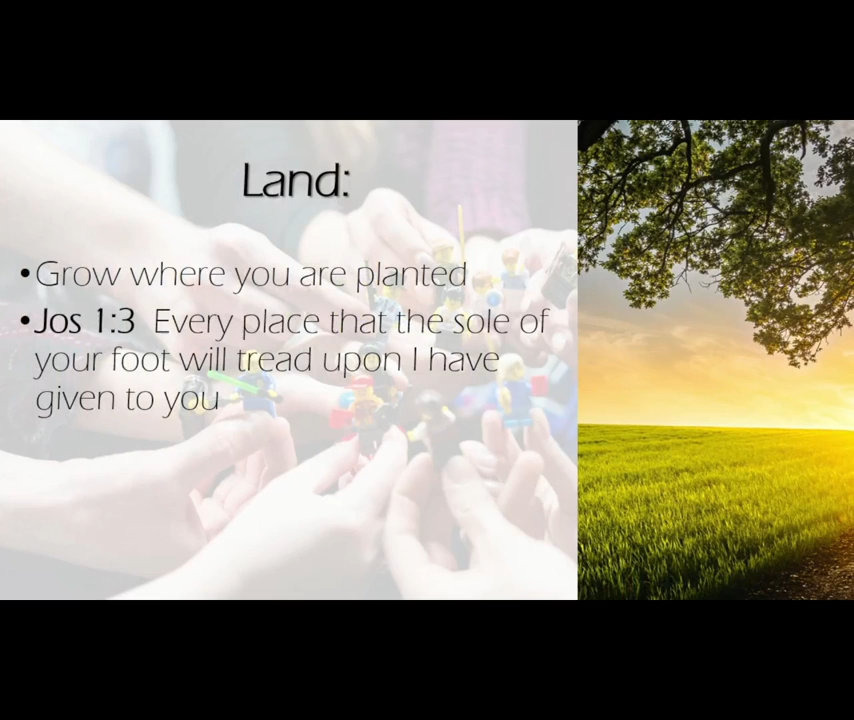 Land:
•Grow where you are planted
•Jos 1:3 Every place that the sole of
your foot will tread upon I have
given to you